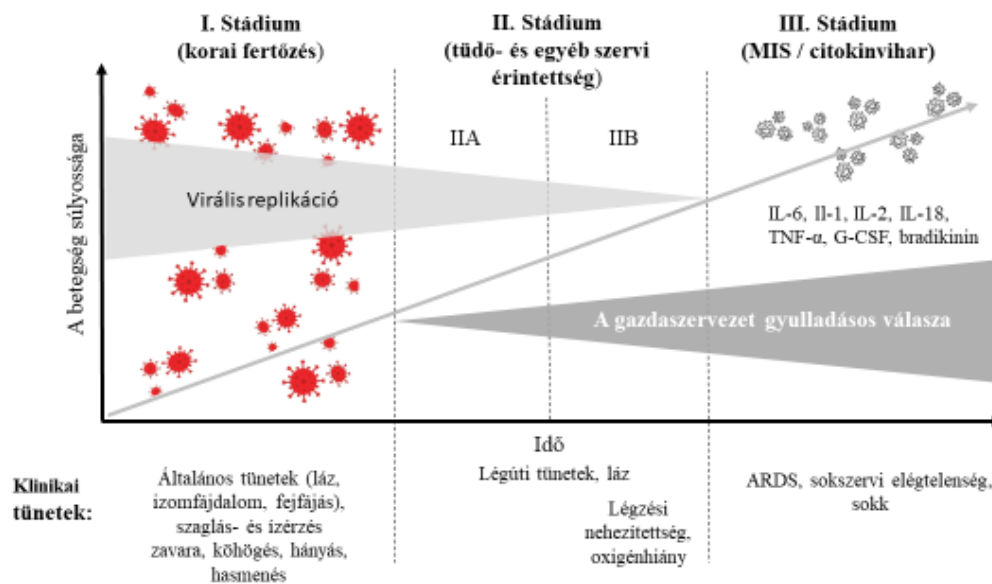 I. Stádium
(korai fertőzés)
II. Stádium
(tüdő- és egyéb szervi
érintettség)
III. Stádium
(MIS / citokinvihar)
A betegség súlyossága
IIA
IIB
Virális replikáció
IL-6, Il-1, IL-2, IL-18,
TNF-α, G-CSF, bradikinin
A gazdaszervezet gyulladásos válasza
Idő
Klinikai
tünetek:
Általános tünetek (láz,
izomfájdalom, fejfájás),
szaglás- és ízérzés
zavara, köhögés, hányás,
hasmenés
Légúti tünetek, láz
Légzési
nehezítettség,
oxigénhiány
ARDS, sokszervi elégtelenség,
sokk